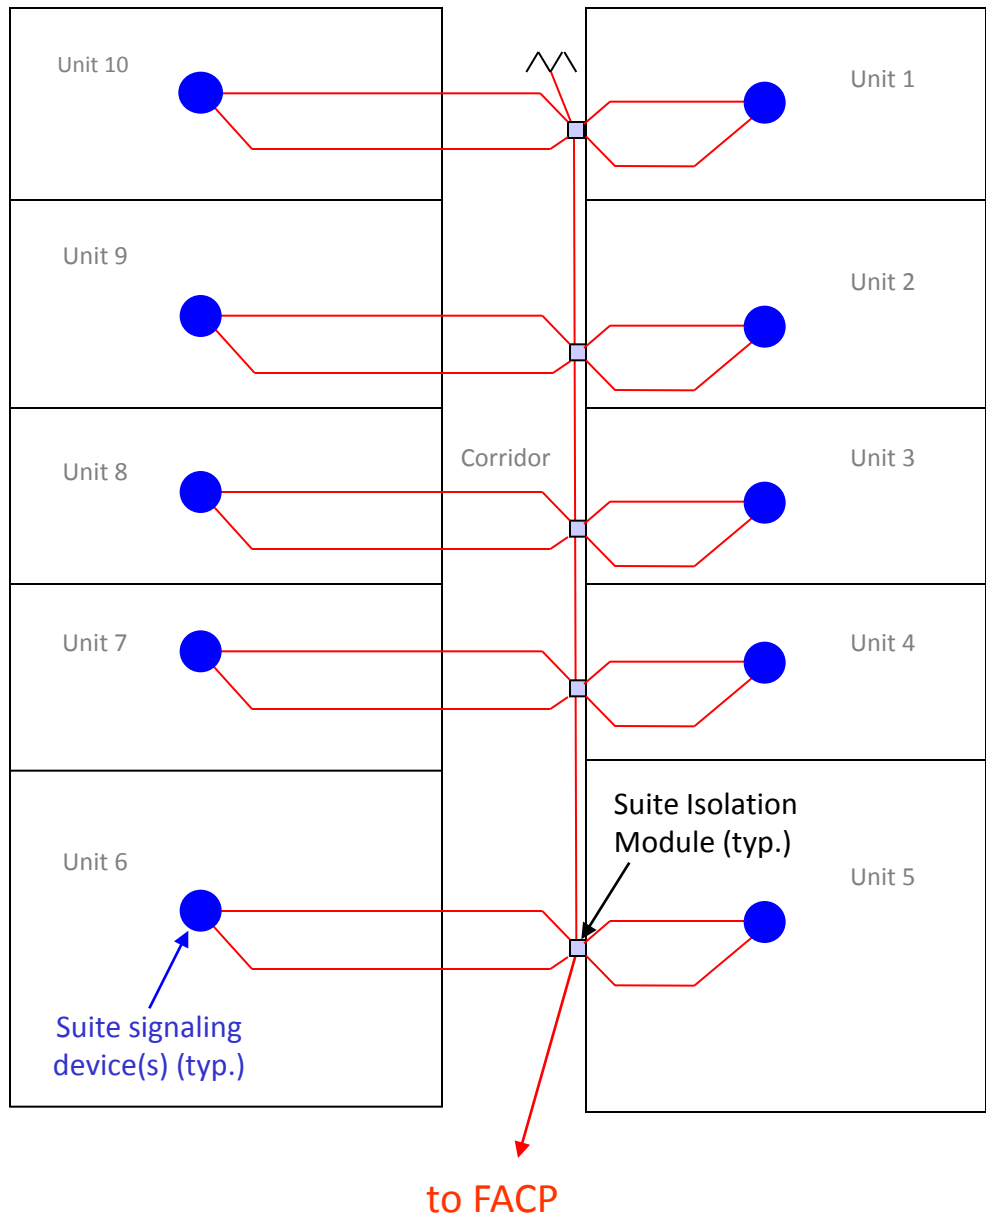 Unit 10
Unit 1
Unit 9
Unit 2
Corridor
Unit 8
Unit 3
Unit 7
Unit 4
Suite Isolation
Module (typ.)
Unit 6
Unit 5
Suite signaling
device(s) (typ.)
to FACP